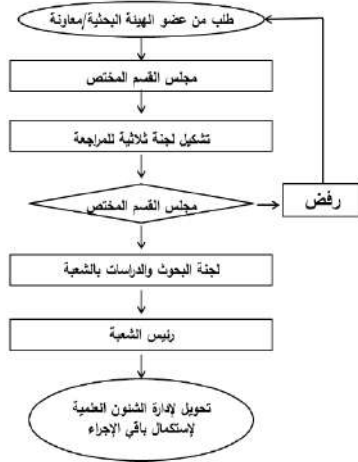 طلب من عضو الهيئة البحثية/معاونة
مجلس القسم المختص
تشكيل لجنة ثلاثية للمراجعة
مجلس القسم المختص
رفض
لجنة البحوث والدراسات بالشعبة
رئيس الشعبة
تحويل لإدارة الشئون العلمية
لإستكمال باقي الإجراء